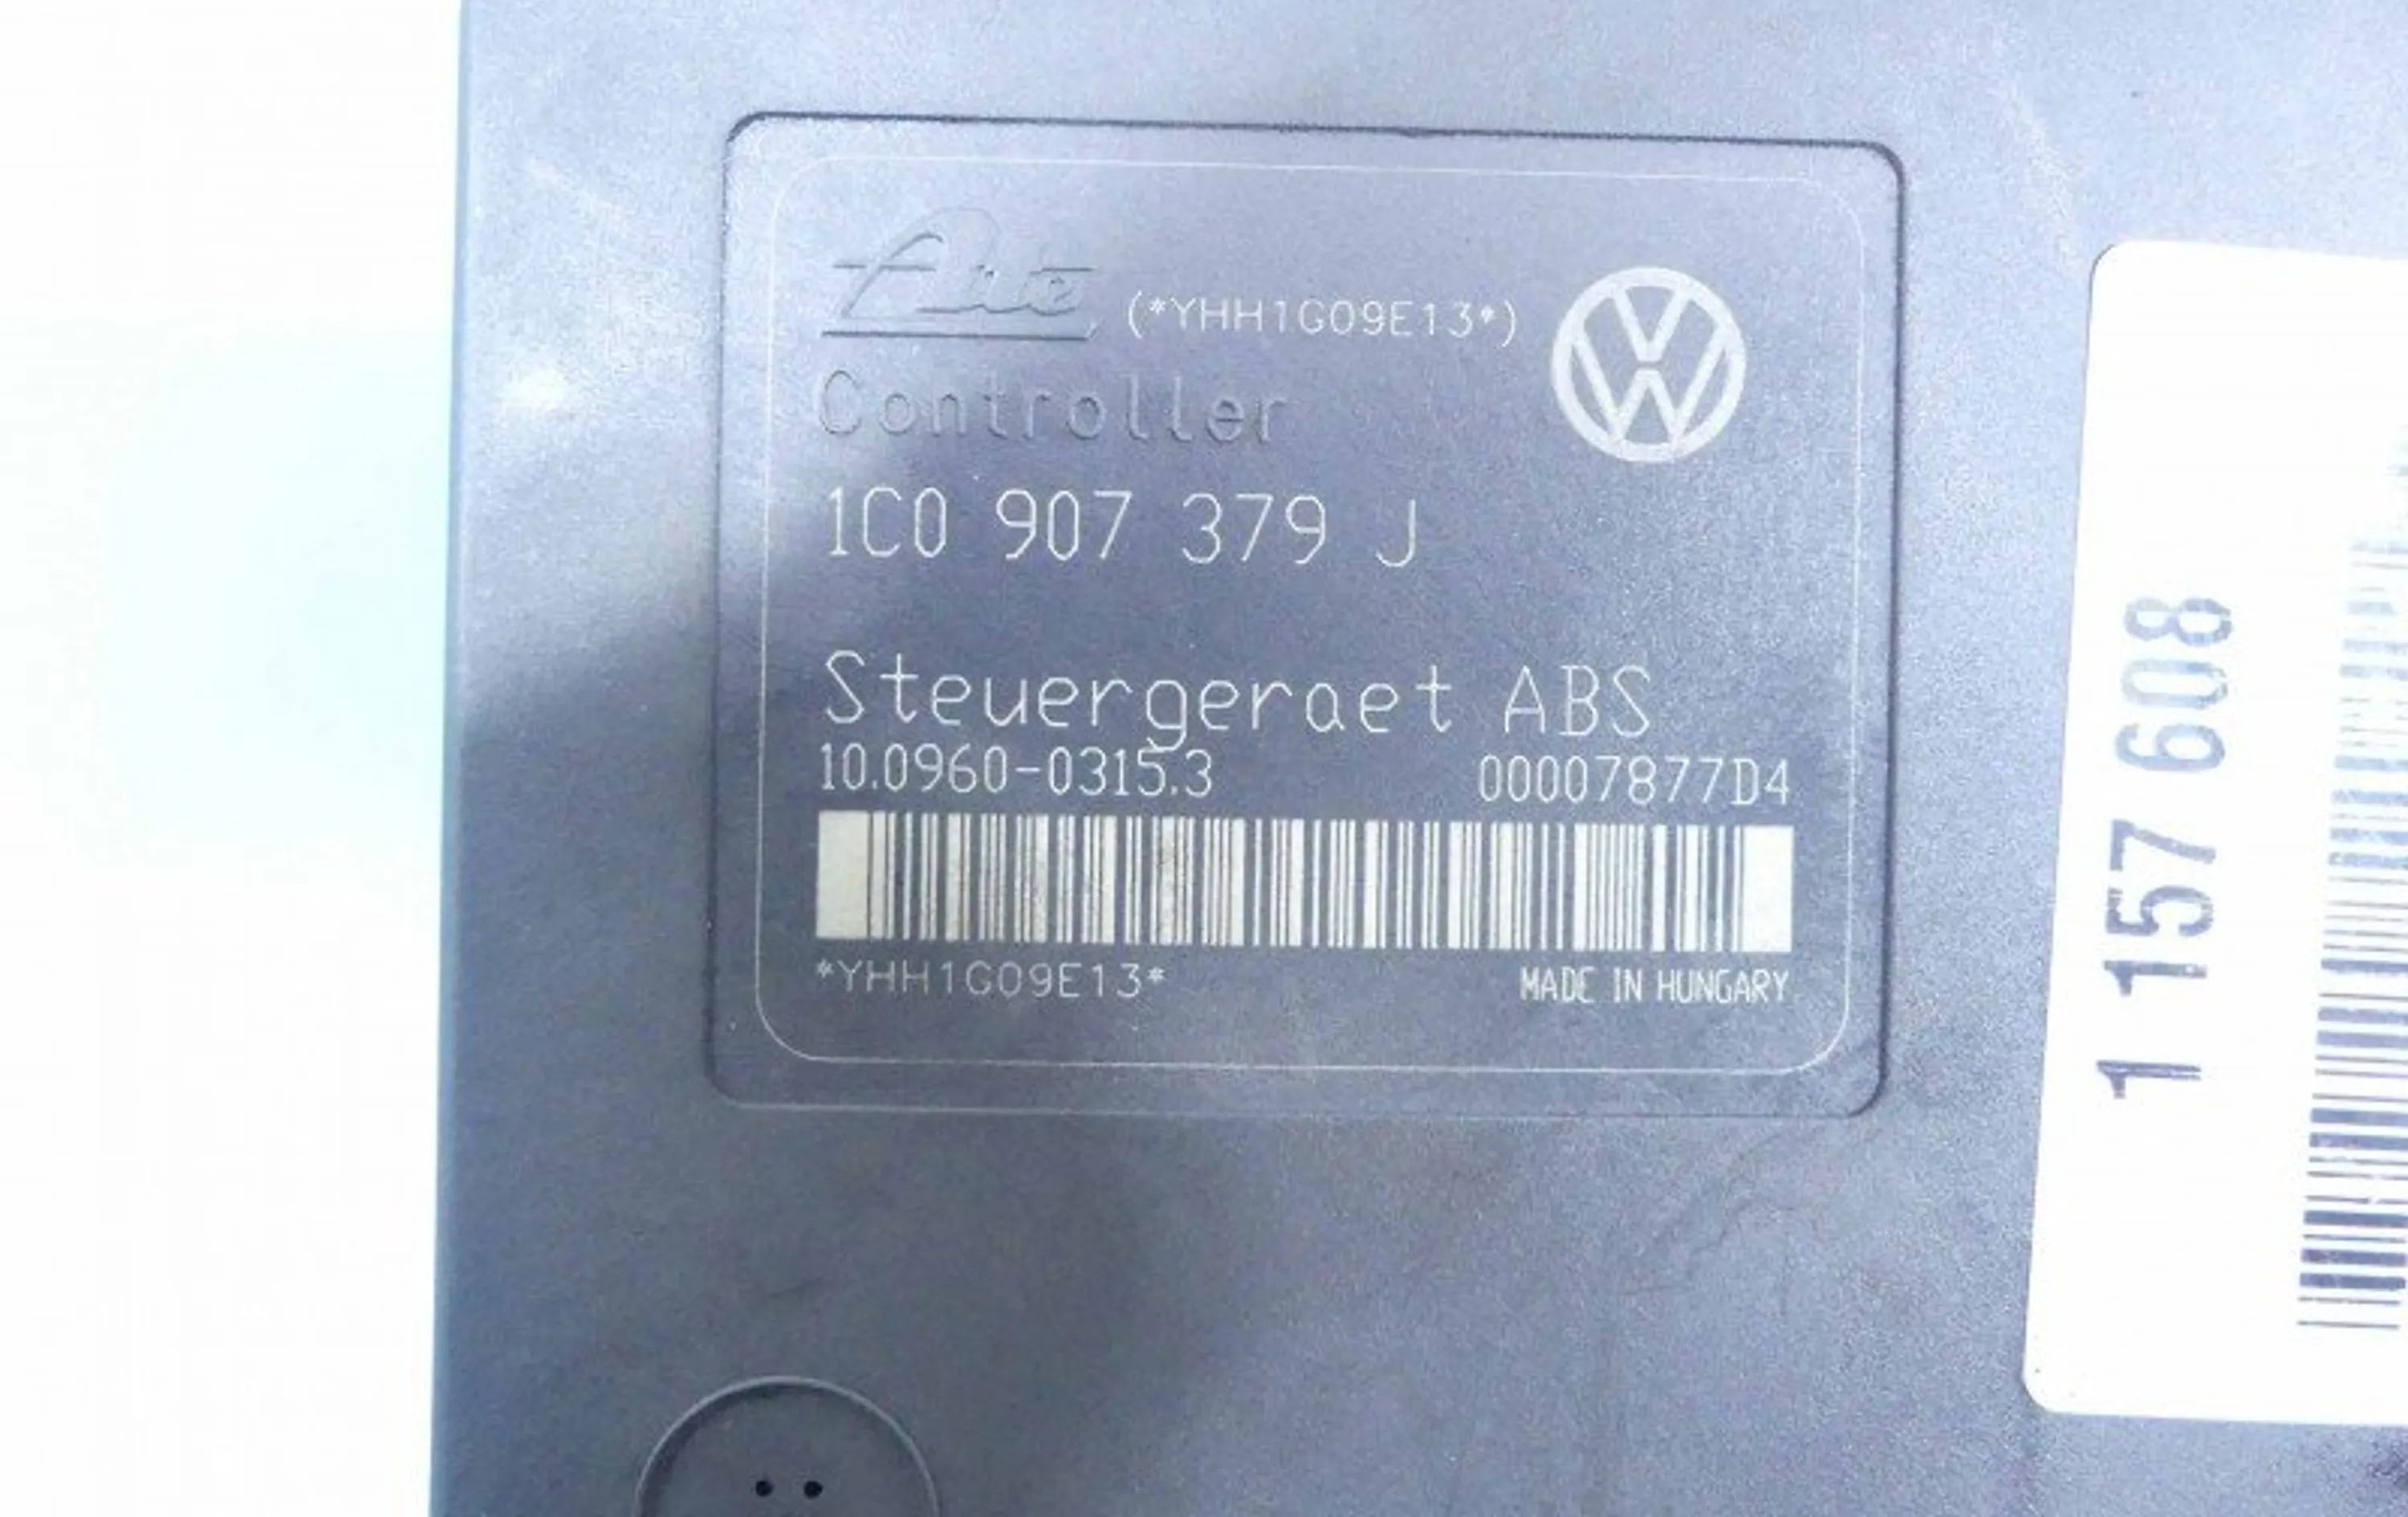 Ate (*YHH1G09E13*)
Controller
1C0 907 379 J
Steuergeraet ABS
10.0960-0315.3 00007877D4
*YHH1G09E13* MADE IN HUNGARY
1 157 608